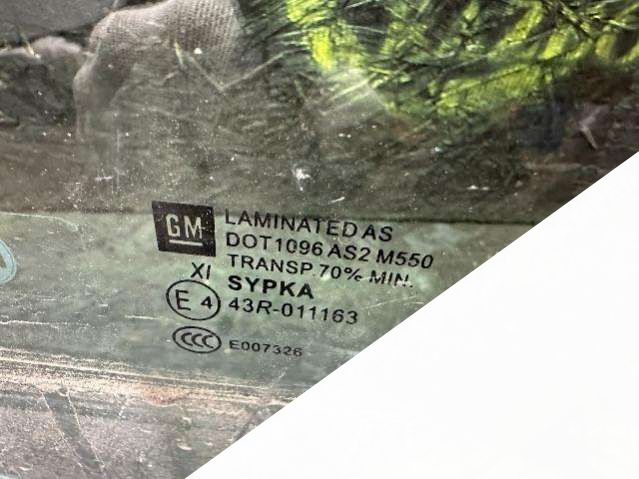 GM
LAMINATED AS
DOT1096 AS2 M550
TRANSP 70% MIN.
XI SYPKA
E 4 43R-011163
CCC E007326